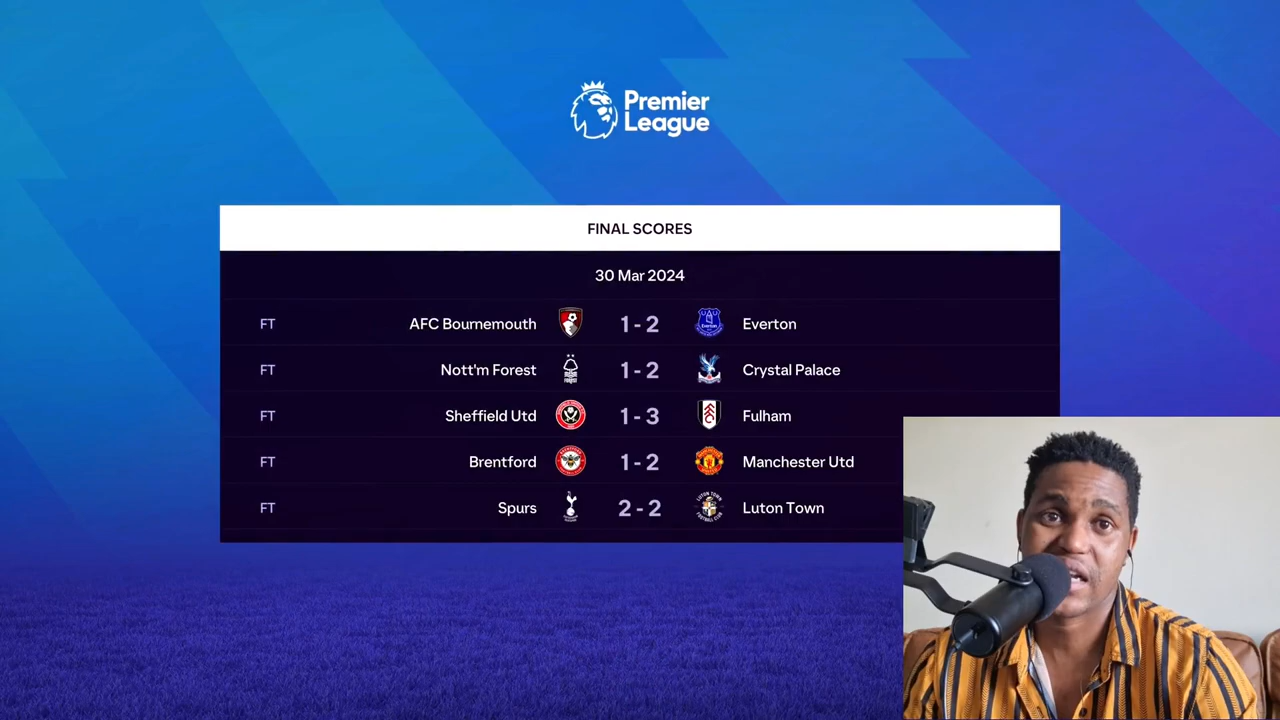 Premier
League
FINAL SCORES
30 Mar 2024
FT AFC Bournemouth 1 - 2 Everton
FT Nott'm Forest 1 - 2 Crystal Palace
FT Sheffield Utd 1 - 3 Fulham
FT Brentford 1 - 2 Manchester Utd
FT Spurs 2 - 2 Luton Town